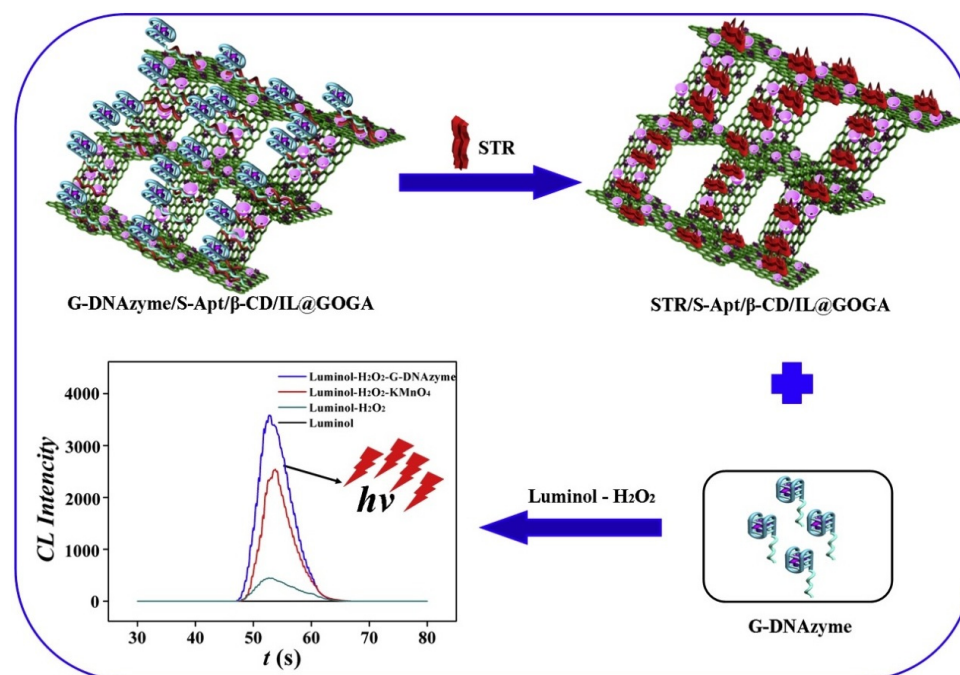 STR
G-DNAzyme/S-Apt/β-CD/IL@GOGA
STR/S-Apt/β-CD/IL@GOGA
Luminol-H₂O₂-G-DNAzyme
Luminol-H₂O₂-KMnO₄
Luminol-H₂O₂
Luminol
hν
CL Intencity
4000
3000
2000
1000
0
30
40
50
60
70
80
t (s)
Luminol - H₂O₂
G-DNAzyme